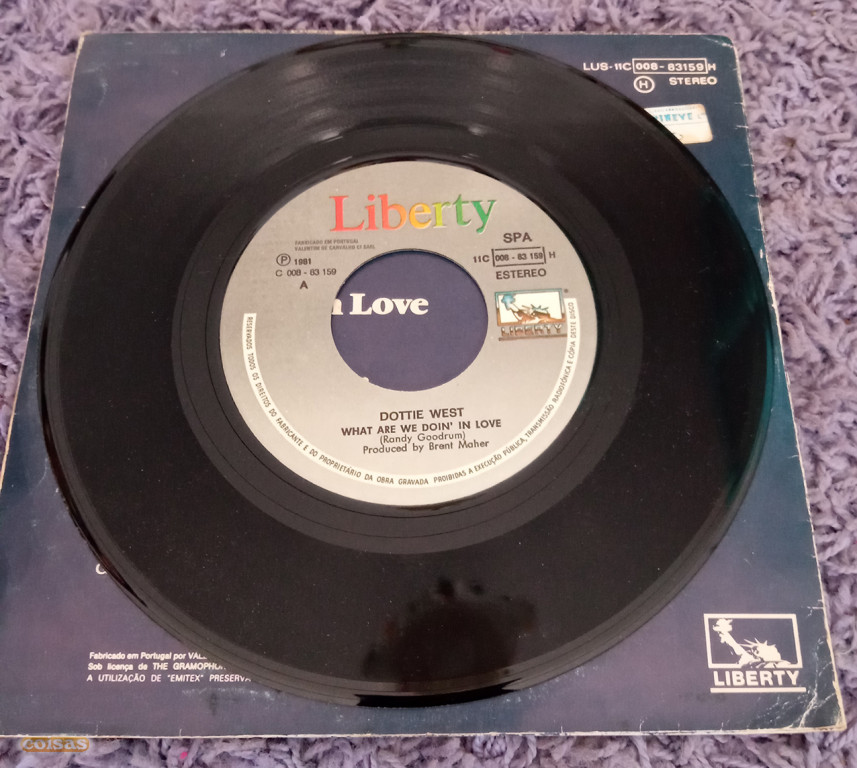 LUS-11C 008-83159 H
H STEREO
Liberty
FABRICADO EM PORTUGAL
VALENTIM DE CARVALHO CI SARL
P 1981
C 008 - 83 159
A
SPA
11C 008 - 83 159 H
ESTEREO
LIBERTY
Love
DOTTIE WEST
WHAT ARE WE DOIN' IN LOVE
(Randy Goodrum)
Produced by Brent Maher
RESERVADOS TODOS OS DIREITOS DO FABRICANTE E DO PROPRIETÁRIO DA OBRA GRAVADA PROIBIDAS A EXECUÇÃO PÚBLICA, TRANSMISSÃO RADIOFÓNICA E CÓPIA DESTE DISCO
Fabricado em Portugal por
Sob licença de THE
A UTILIZAÇÃO DE "EMITEX"
LIBERTY
coisas